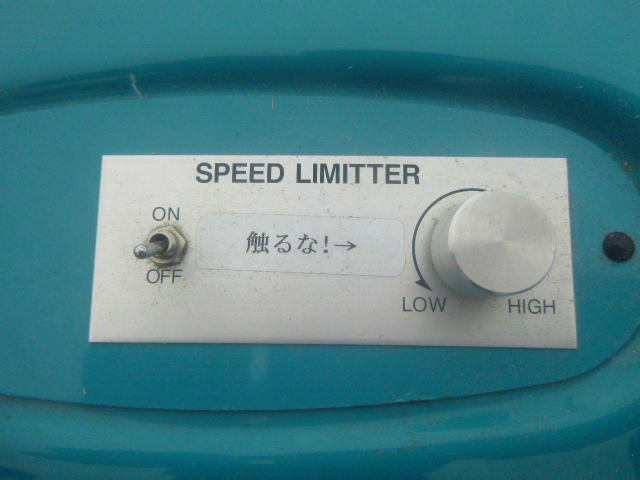 SPEED LIMITTER
ON
触るな!→
OFF
LOW
HIGH